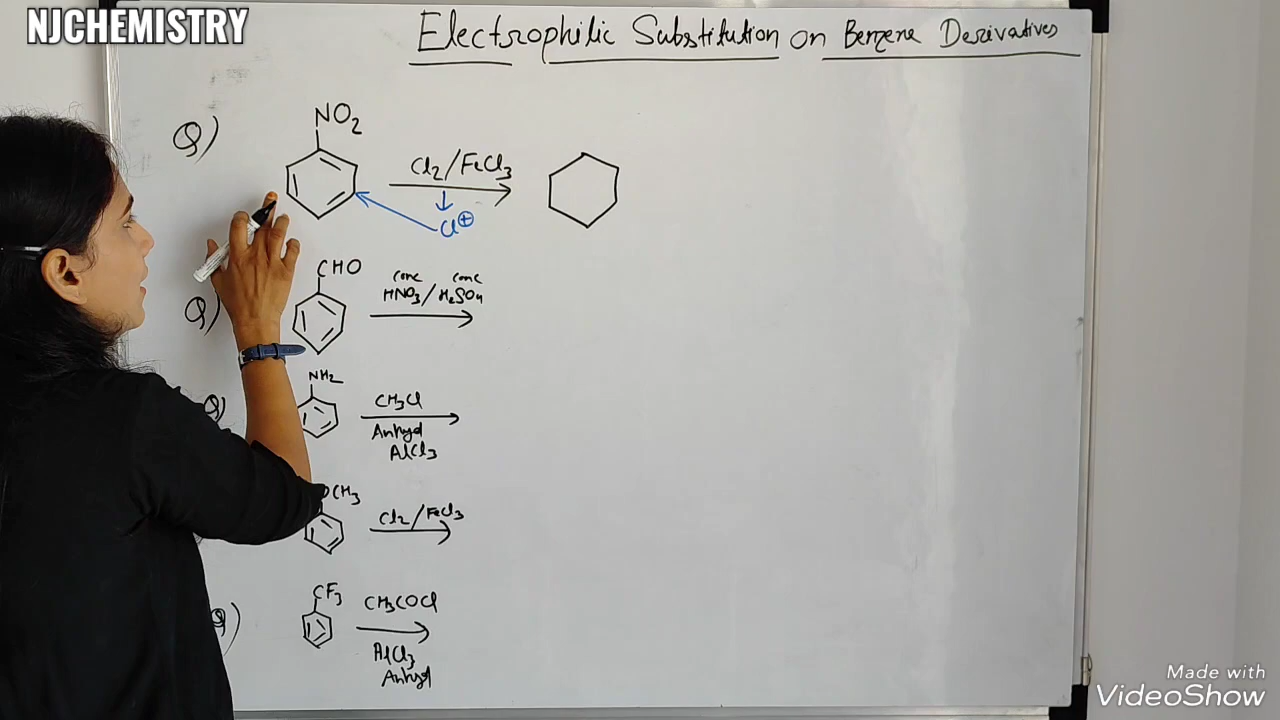 NJCHEMISTRY
Electrophilic Substitution on Benzene Derivatives
Q)
NO2
Cl2/FeCl3
Cl⊕
Q)
CHO
conc conc
HNO3/H2SO4
Q)
NH2
CH3Cl
Anhyd
AlCl3
OCH3
Cl2/FeCl3
Q)
CF3
CH3COCl
AlCl3
Anhyd
Made with
VideoShow